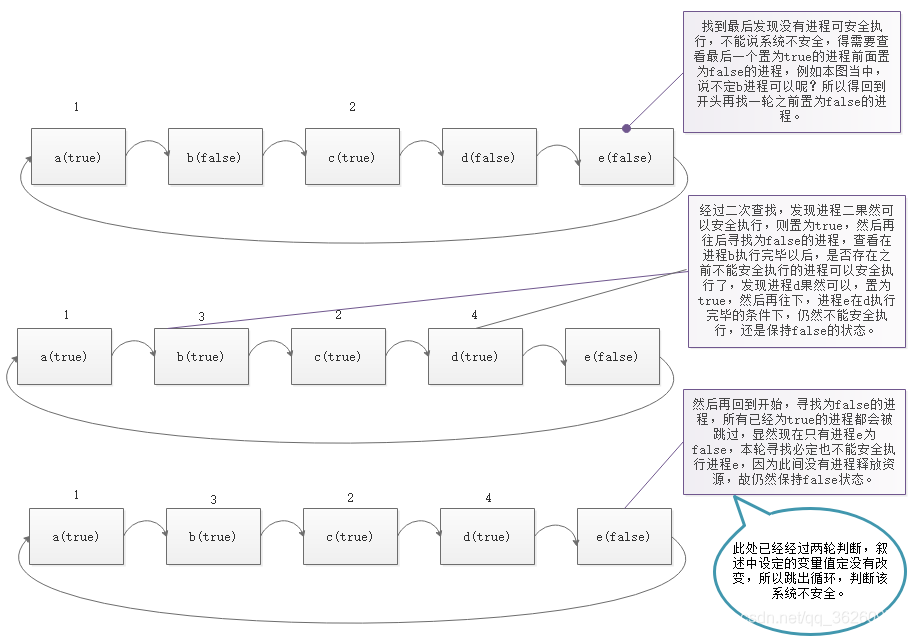 找到最后发现没有进程可安全执
行，不能说系统不安全，得需要查
看最后一个置为true的进程前面置
为false的进程，例如本图当中，
说不定b进程可以呢？所以得回到
开头再找一轮之前置为false的进
程。
1
2
a(true)
b(false)
c(true)
d(false)
e(false)
经过二次查找，发现进程二果然可
以安全执行，则置为true，然后再
往后寻找为false的进程，查看在
进程b执行完毕以后，是否存在之
前不能安全执行的进程可以安全执
行了，发现进程d果然可以，置为
true，然后再往下，进程e在d执行
完毕的条件下，仍然不能安全执
行，还是保持false的状态。
1
3
2
4
a(true)
b(true)
c(true)
d(true)
e(false)
然后再回到开始，寻找为false的进
程，所有已经为true的进程都会被
跳过，显然现在只有进程e为
false，本轮寻找必定也不能安全执
行进程e，因为此间没有进程释放资
源，故仍然保持false状态。
1
3
2
4
a(true)
b(true)
c(true)
d(true)
e(false)
此处已经经过两轮判断，叙
述中设定的变量值定没有改
变，所以跳出循环，判断该
系统不安全。